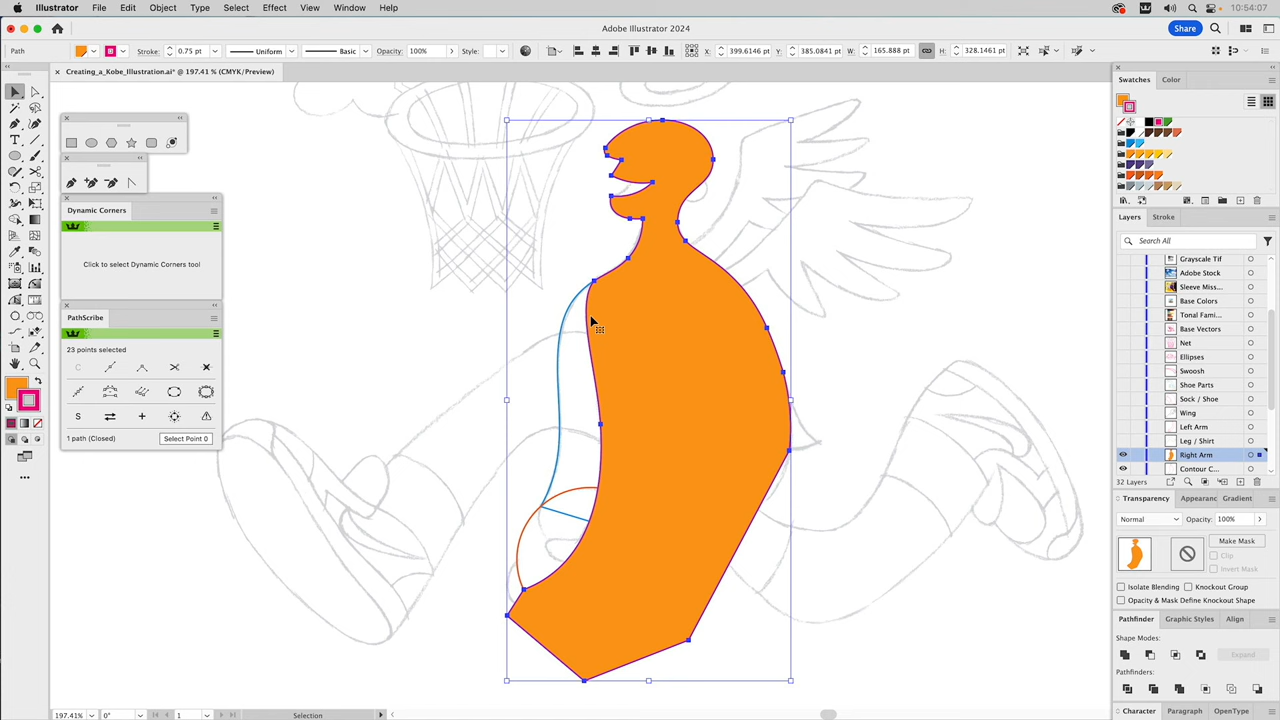 Illustrator File Edit Object Type Select Effect View Window Help 10:54:07
Adobe Illustrator 2024
Share
Path Stroke: 0.75 pt Uniform Basic Opacity: 100% Style: X: 399.6146 pt Y: 385.0841 pt W: 165.888 pt H: 328.1461 pt
Creating_a_Kobe_Illustration.ai* @ 197.41 % (CMYK/Preview)
Swatches Color
Dynamic Corners
Click to select Dynamic Corners tool
PathScribe
23 points selected
1 path (Closed) Select Point 0
Layers Stroke
Search All
Grayscale Tif
Adobe Stock
Sleeve Miss...
Base Colors
Tonal Fami...
Base Vectors
Net
Ellipses
Swoosh
Shoe Parts
Sock / Shoe
Wing
Left Arm
Leg / Shirt
Right Arm
Contour C...
32 Layers
Transparency Appearanc Gradient
Normal Opacity: 100%
Make Mask
Clip
Invert Mask
Isolate Blending Knockout Group
Opacity & Mask Define Knockout Shape
Pathfinder Graphic Styles Align
Shape Modes:
Expand
Pathfinders:
Character Paragraph OpenType
197.41% 0° 1 Selection